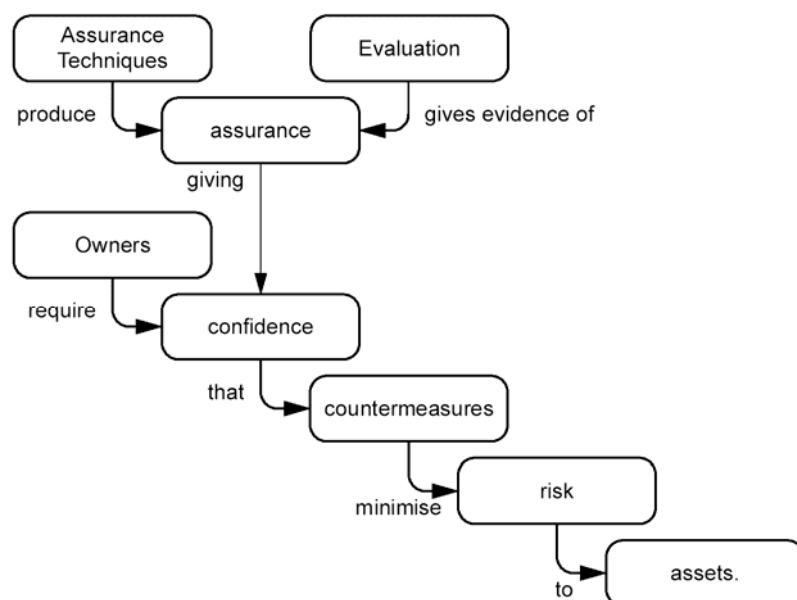 Assurance
Techniques
Evaluation
produce
assurance
gives evidence of
giving
Owners
require
confidence
that
countermeasures
minimise
risk
to
assets.